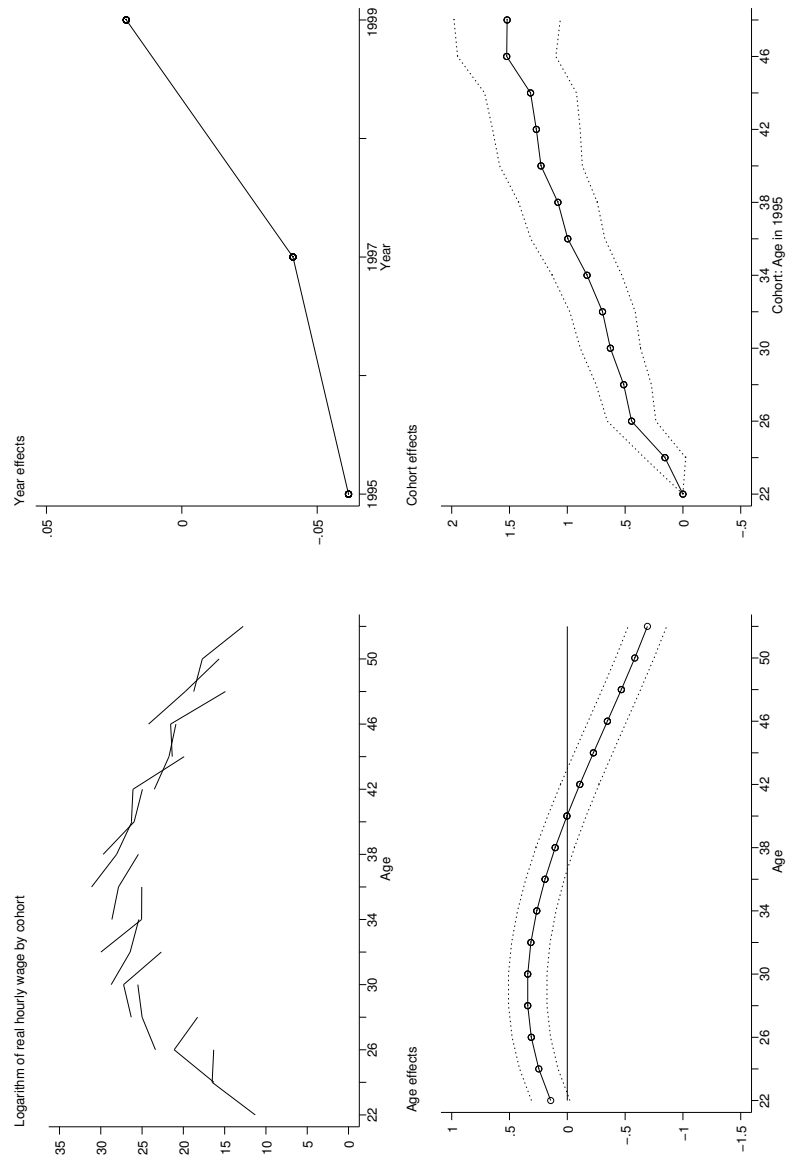 Logarithm of real hourly wage by cohort
35
30
25
20
15
10
5
0
22 26 30 34 38 42 46 50
Age
Year effects
.05
0
-.05
1995 1997 1999
Year
Age effects
1
.5
0
-.5
-1
-1.5
22 26 30 34 38 42 46 50
Age
Cohort effects
2
1.5
1
.5
0
-.5
22 26 30 34 38 42 46
Cohort: Age in 1995